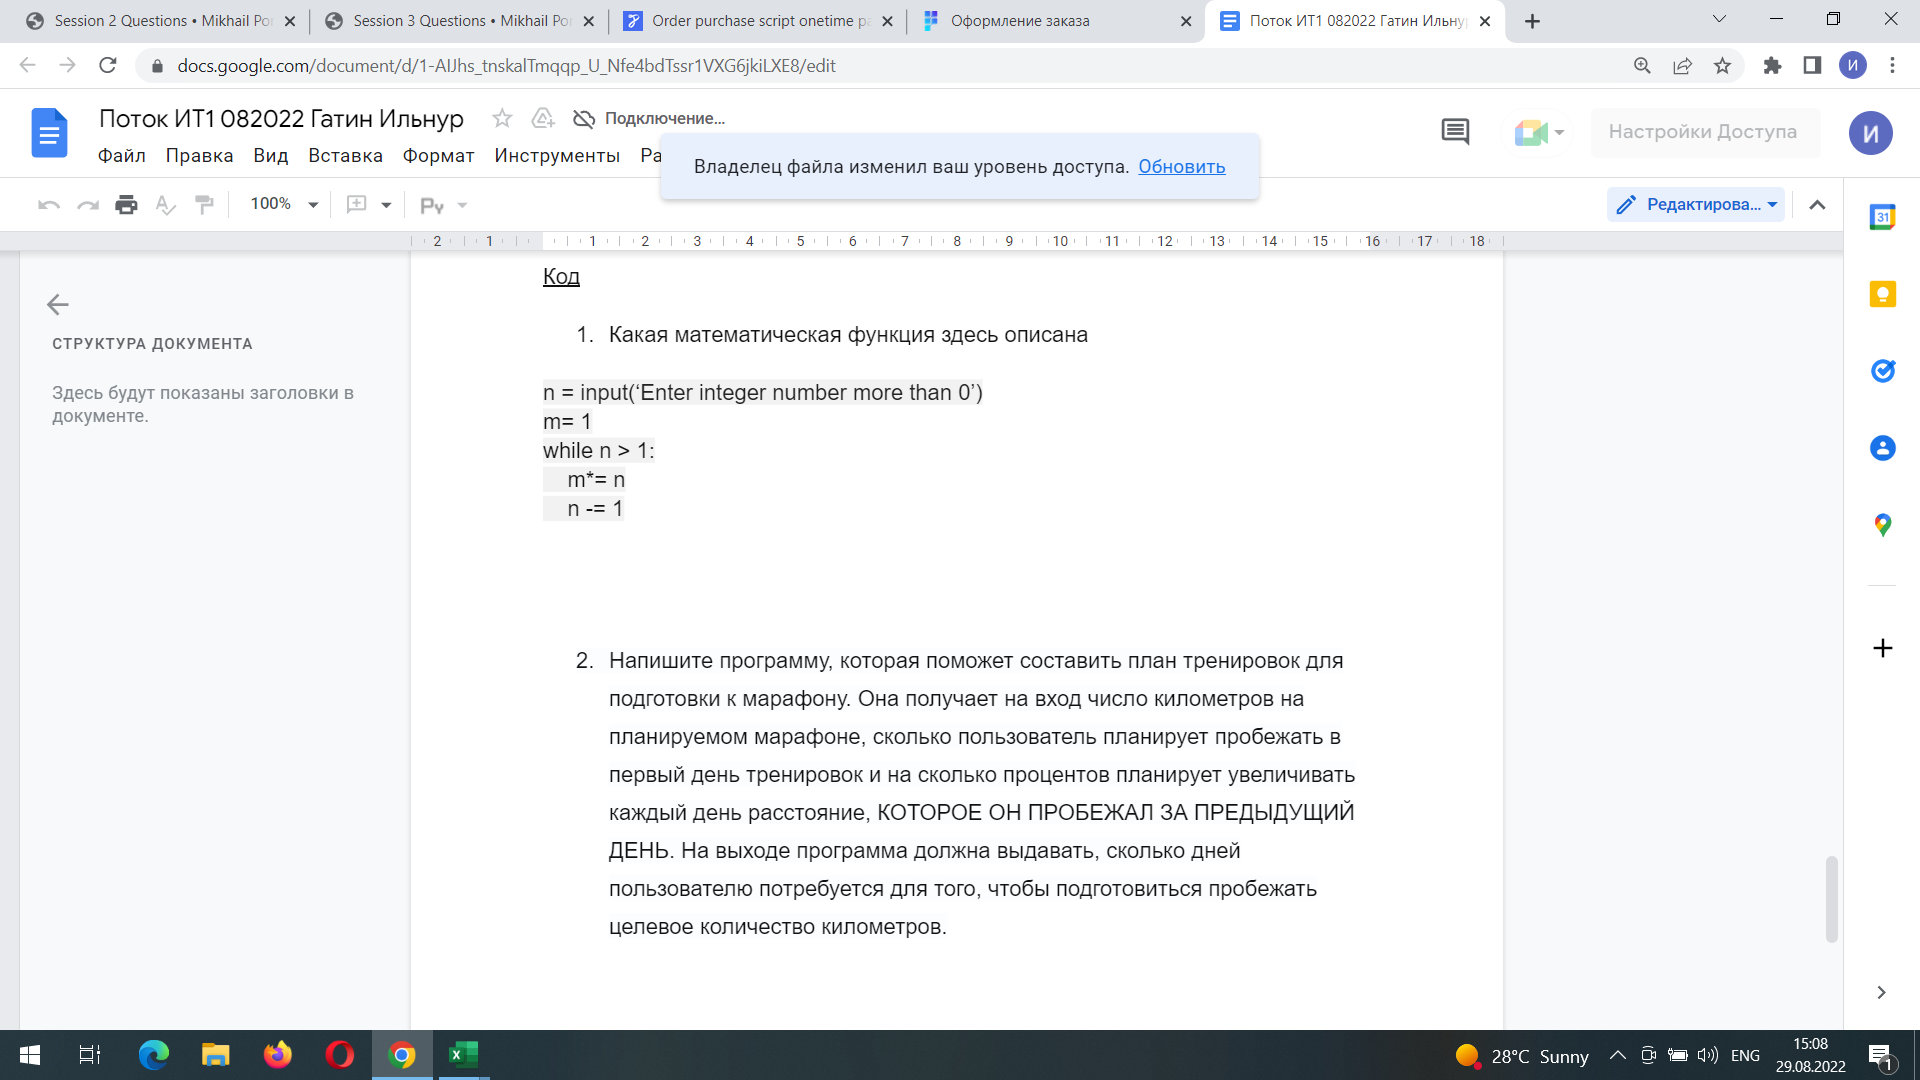 Session 2 Questions • Mikhail Po
Session 3 Questions • Mikhail Po
Order purchase script onetime pa
Оформление заказа
Поток ИТ1 082022 Гатин Ильну
docs.google.com/document/d/1-AIJhs_tnskalTmqqp_U_Nfe4bdTssr1VXG6jkiLXE8/edit
И
Поток ИТ1 082022 Гатин Ильнур
Подключение...
Настройки Доступа
И
Файл Правка Вид Вставка Формат Инструменты Ра
Владелец файла изменил ваш уровень доступа. Обновить
100%
Ру
Редактирова...
31
2 1 1 2 3 4 5 6 7 8 9 10 11 12 13 14 15 16 17 18
СТРУКТУРА ДОКУМЕНТА
Здесь будут показаны заголовки в
документе.
Код
1. Какая математическая функция здесь описана
n = input(‘Enter integer number more than 0’)
m= 1
while n > 1:
m*= n
n -= 1
2. Напишите программу, которая поможет составить план тренировок для
подготовки к марафону. Она получает на вход число километров на
планируемом марафоне, сколько пользователь планирует пробежать в
первый день тренировок и на сколько процентов планирует увеличивать
каждый день расстояние, КОТОРОЕ ОН ПРОБЕЖАЛ ЗА ПРЕДЫДУЩИЙ
ДЕНЬ. На выходе программа должна выдавать, сколько дней
пользователю потребуется для того, чтобы подготовиться пробежать
целевое количество километров.
28°C Sunny
ENG
15:08
29.08.2022
1